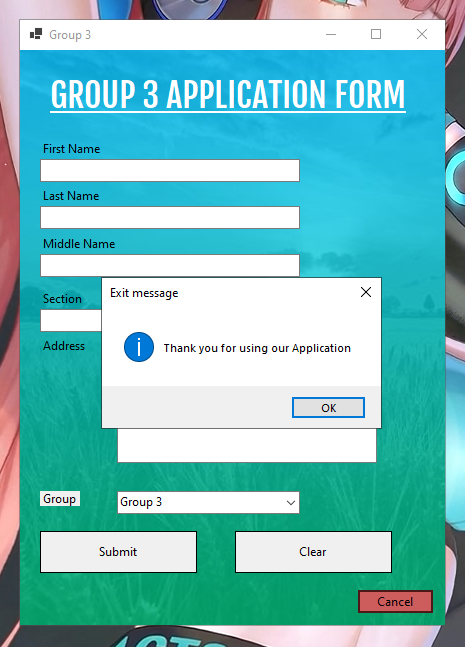 Group 3
GROUP 3 APPLICATION FORM
First Name
Last Name
Middle Name
Section
Exit message
Thank you for using our Application
OK
Address
Group
Group 3
Submit
Clear
Cancel